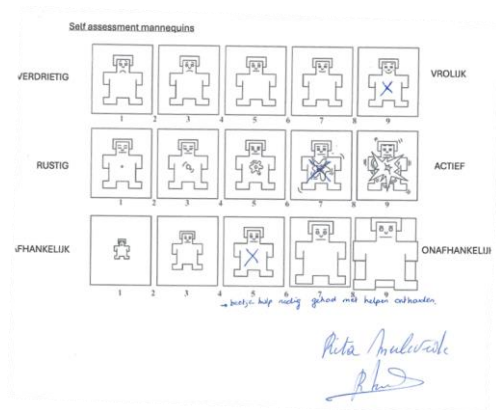 Self assessment mannequins
VERDRIETIG
VROLIJK
1 2 3 4 5 6 7 8 9
RUSTIG
ACTIEF
1 2 3 4 5 6 7 8 9
AFHANKELIJK
ONAFHANKELIJK
1 2 3 4 5 6 7 8 9
→ beetje hulp nodig gehad met helpen onthouden.
Rita